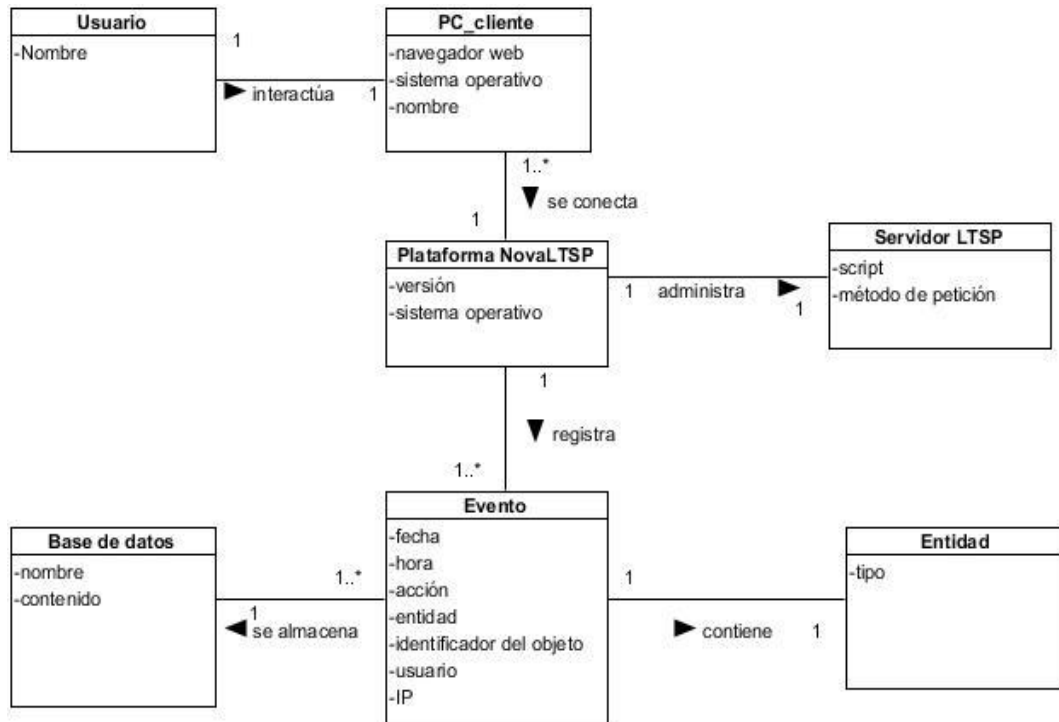 Usuario
-Nombre
1
interactúa
1
PC_cliente
-navegador web
-sistema operativo
-nombre
1..*
se conecta
1
Plataforma NovaLTSP
-versión
-sistema operativo
1
administra
1
Servidor LTSP
-script
-método de petición
1
registra
1..*
Base de datos
-nombre
-contenido
1..*
1
se almacena
Evento
-fecha
-hora
-acción
-entidad
-identificador del objeto
-usuario
-IP
1
contiene
1
Entidad
-tipo